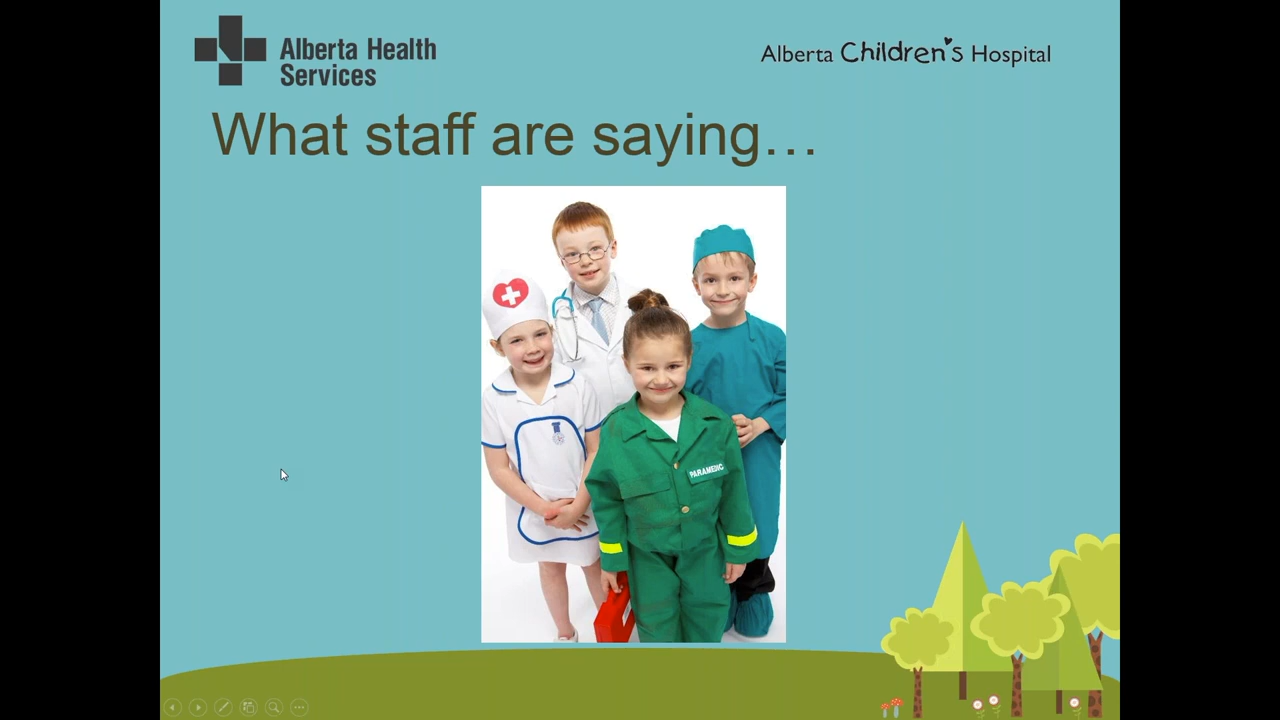 Alberta Health
Services
Alberta Children's Hospital
What staff are saying…
PARAMEDIC